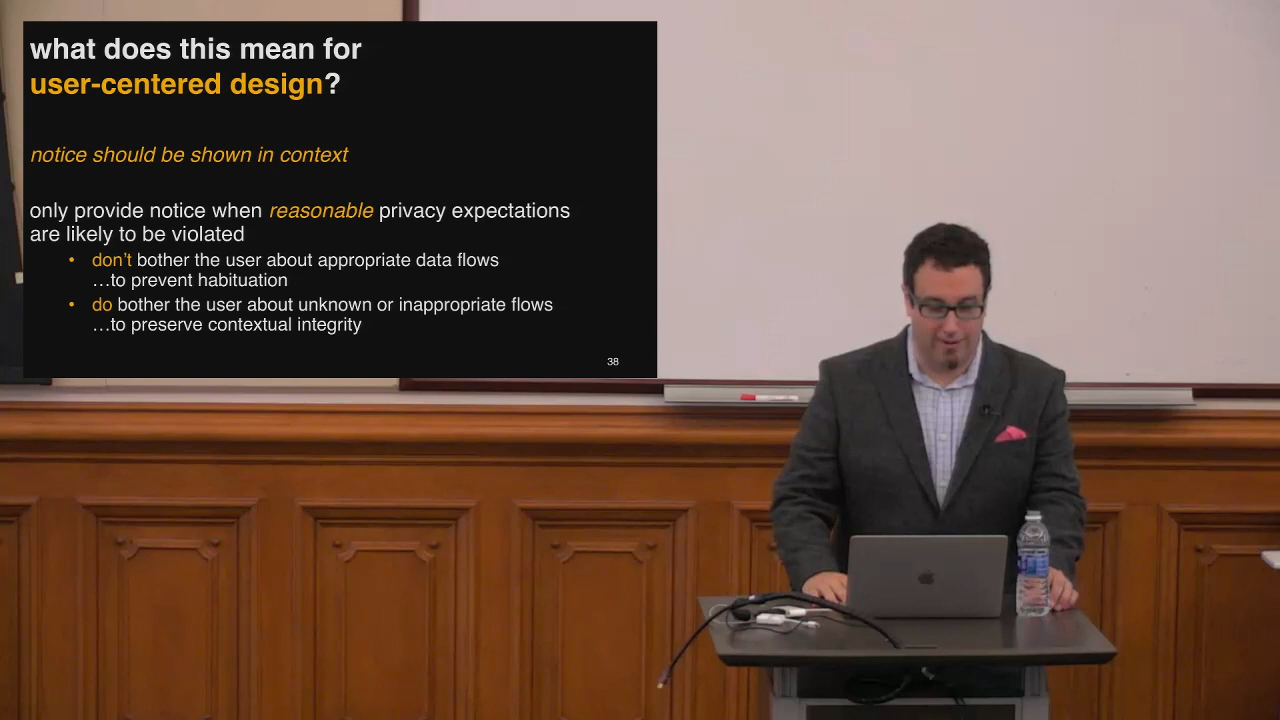 what does this mean for
user-centered design?
notice should be shown in context
only provide notice when reasonable privacy expectations
are likely to be violated
• don't bother the user about appropriate data flows
…to prevent habituation
• do bother the user about unknown or inappropriate flows
…to preserve contextual integrity
38